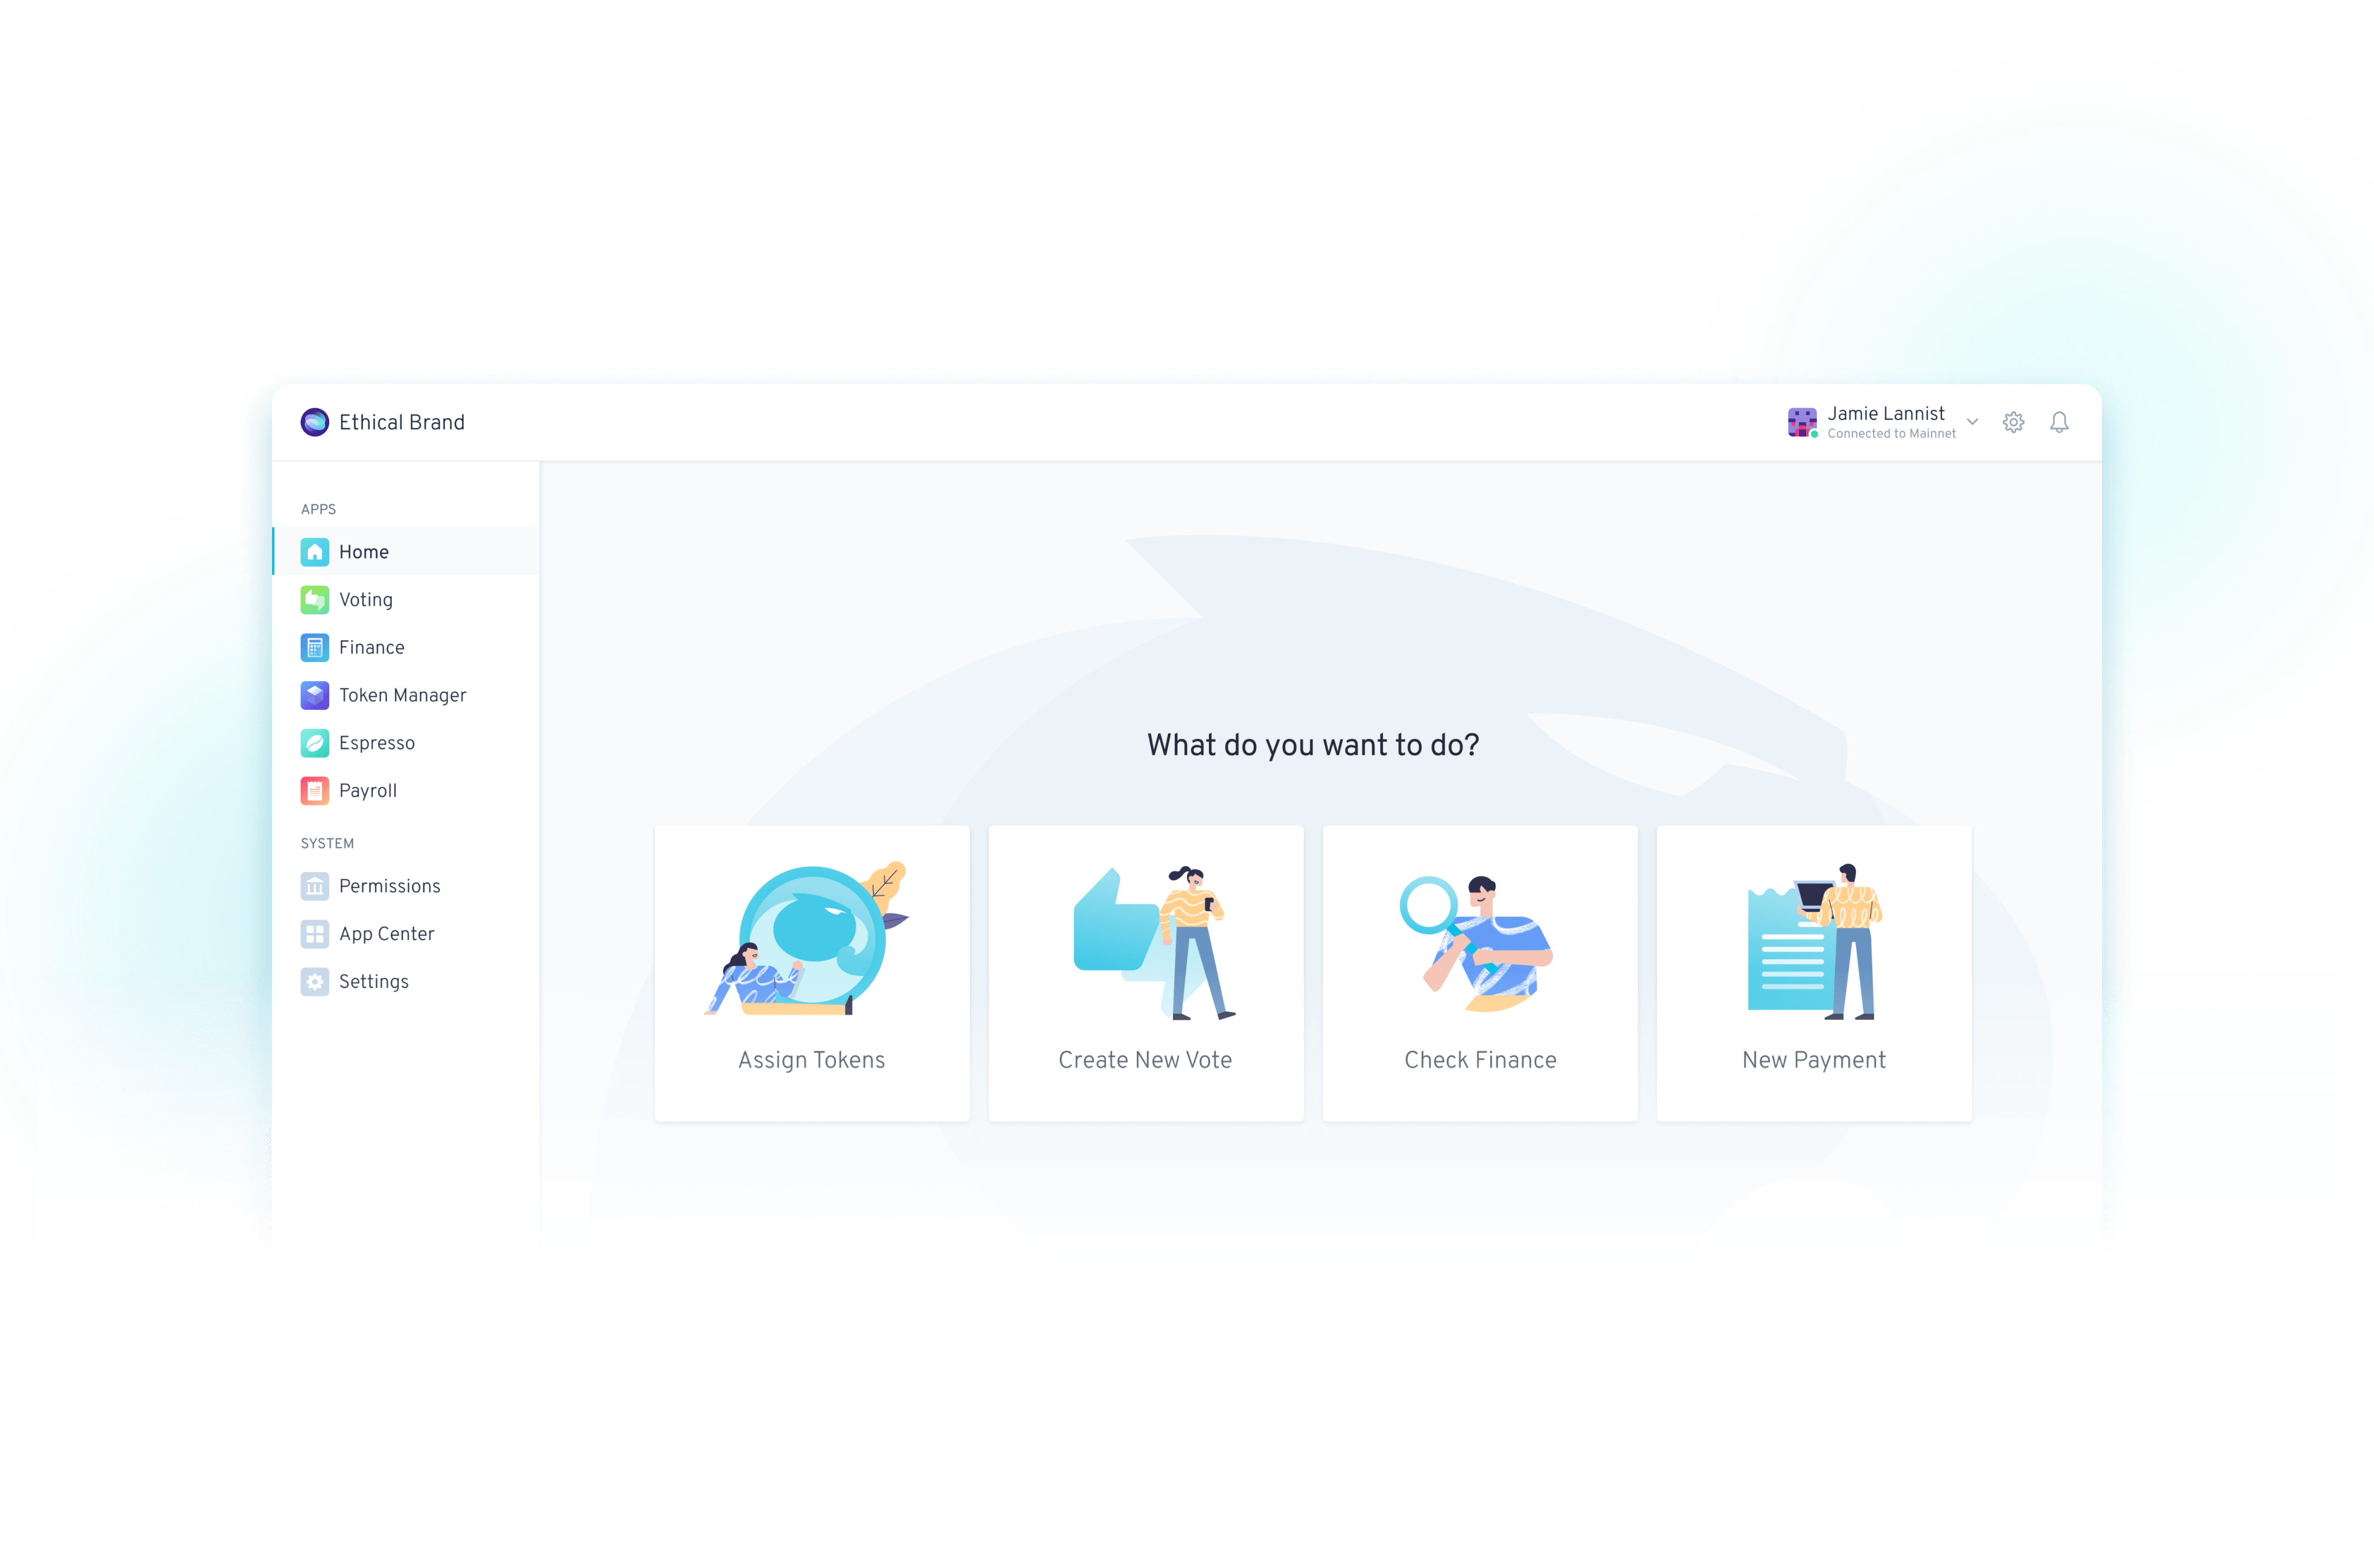 Ethical Brand
Jamie Lannist
Connected to Mainnet
APPS
Home
Voting
Finance
Token Manager
Espresso
Payroll
SYSTEM
Permissions
App Center
Settings
What do you want to do?
Assign Tokens
Create New Vote
Check Finance
New Payment